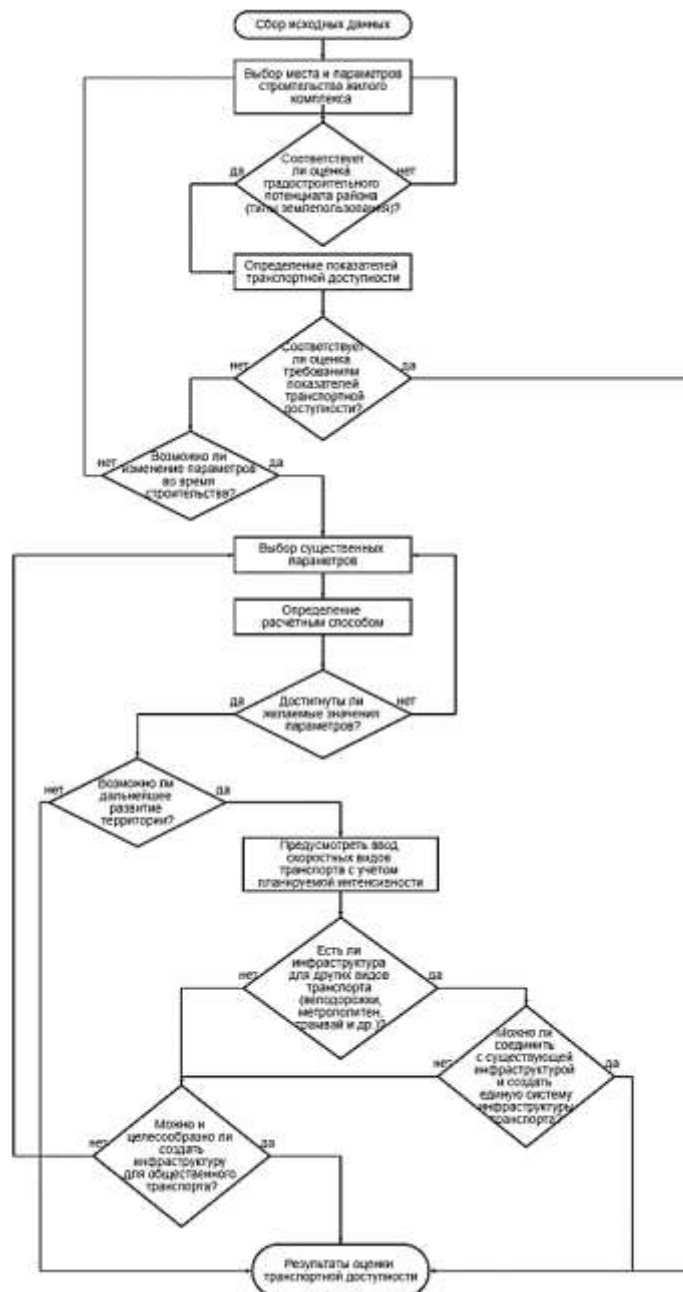 Сбор исходных данных
Выбор места и параметров
строительства жилого
комплекса
Соответствует
ли оценка
градостроительного
потенциала района
(типы землепользования)?
да
нет
Определение показателей
транспортной доступности
Соответствует
ли оценка
требованиям
показателей
транспортной
доступности?
нет
да
Возможно ли
изменение параметров
во время
строительства?
нет
да
Выбор существенных
параметров
Определение
расчётным способом
Достигнуты ли
желаемые значения
параметров?
да
нет
Возможно ли
дальнейшее
развитие
территории?
нет
да
Предусмотреть ввод
скоростных видов
транспорта с учётом
планируемой интенсивности
Есть ли
инфраструктура
для других видов
транспорта
(велодорожки,
метрополитен,
трамвай и др.)?
нет
да
Можно ли
соединить
с существующей
инфраструктурой
и создать
единую систему
инфраструктуры
транспорта?
нет
да
Можно и
целесообразно ли
создать
инфраструктуру
для общественного
транспорта?
нет
да
Результаты оценки
транспортной доступности